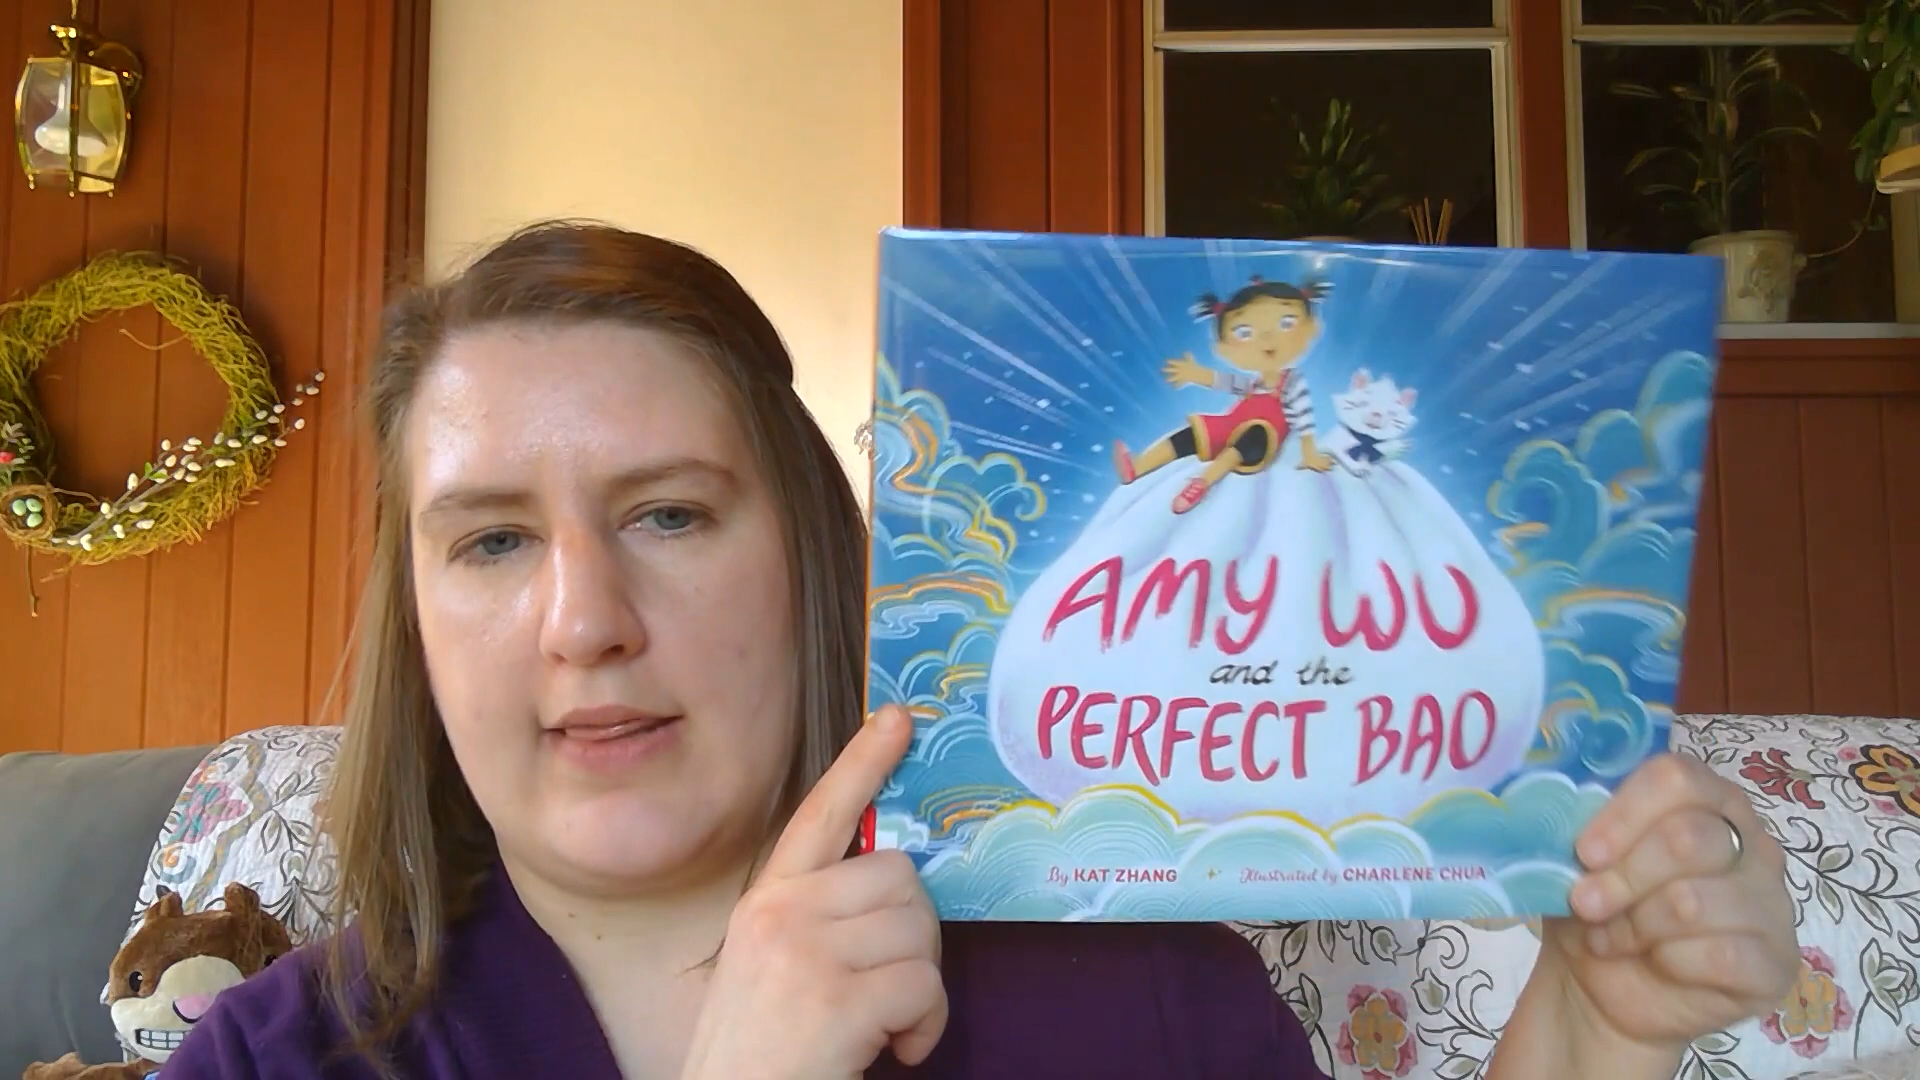 AMY WU
and the
PERFECT BAO
By KAT ZHANG Illustrated by CHARLENE CHUA